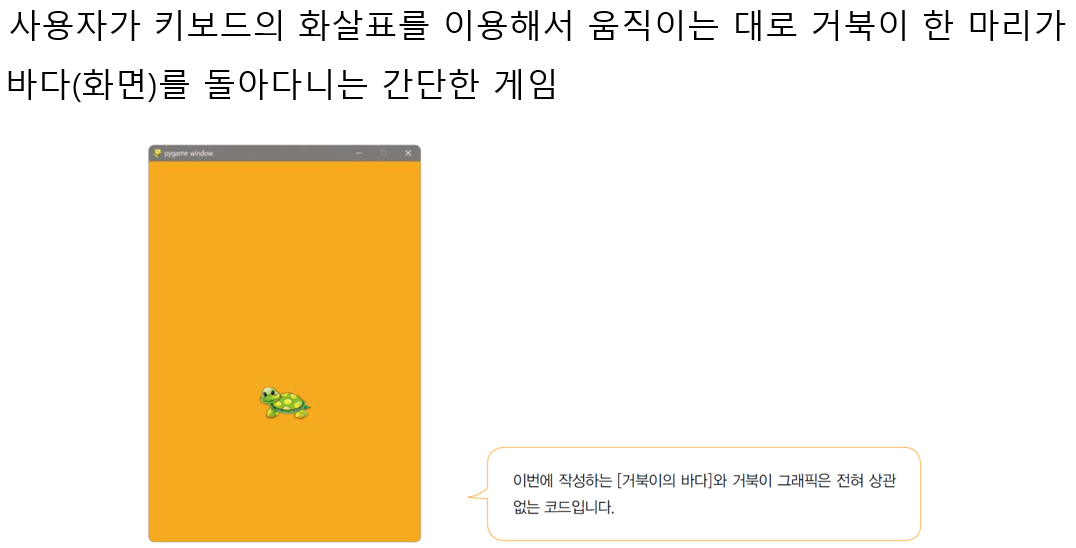 사용자가 키보드의 화살표를 이용해서 움직이는 대로 거북이 한 마리가
바다(화면)를 돌아다니는 간단한 게임
pygame window
이번에 작성하는 [거북이의 바다]와 거북이 그래픽은 전혀 상관
없는 코드입니다.